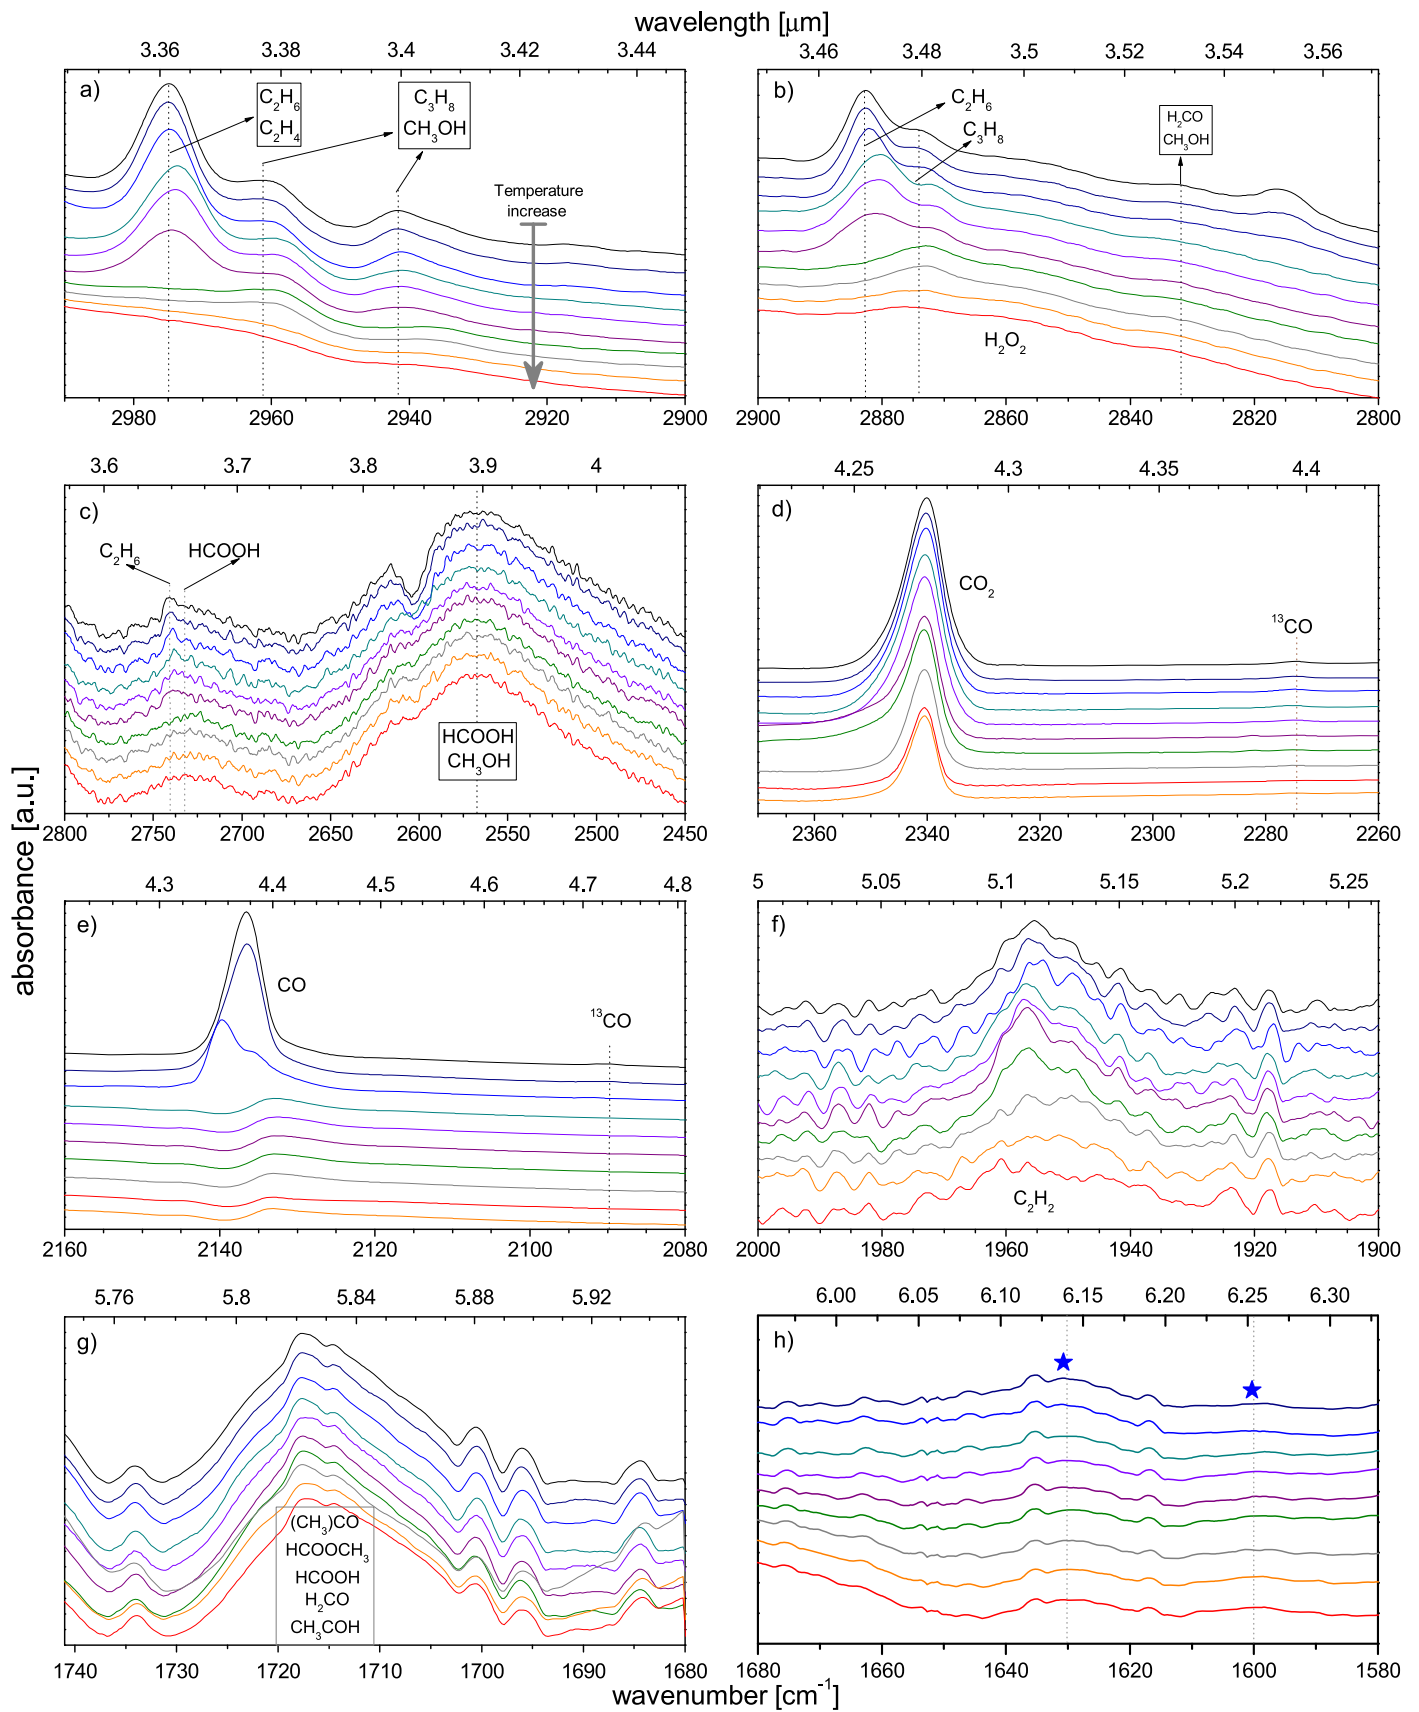 wavelength [μm]
3.36 3.38 3.4 3.42 3.44
3.46 3.48 3.5 3.52 3.54 3.56
a)
C₂H₆
C₂H₄
C₃H₈
CH₃OH
Temperature
increase
2980 2960 2940 2920 2900
b)
C₂H₆
C₃H₈
H₂CO
CH₃OH
H₂O₂
2900 2880 2860 2840 2820 2800
3.6 3.7 3.8 3.9 4
c)
C₂H₆
HCOOH
HCOOH
CH₃OH
2800 2750 2700 2650 2600 2550 2500 2450
4.25 4.3 4.35 4.4
d)
CO₂
¹³CO
2360 2340 2320 2300 2280 2260
absorbance [a.u.]
4.3 4.4 4.5 4.6 4.7 4.8
e)
CO
¹³CO
2160 2140 2120 2100 2080
5 5.05 5.1 5.15 5.2 5.25
f)
C₂H₂
2000 1980 1960 1940 1920 1900
5.76 5.8 5.84 5.88 5.92
g)
(CH₃)CO
HCOOCH₃
HCOOH
H₂CO
CH₃COH
1740 1730 1720 1710 1700 1690 1680
6.00 6.05 6.10 6.15 6.20 6.25 6.30
h)
1680 1660 1640 1620 1600 1580
wavenumber [cm⁻¹]